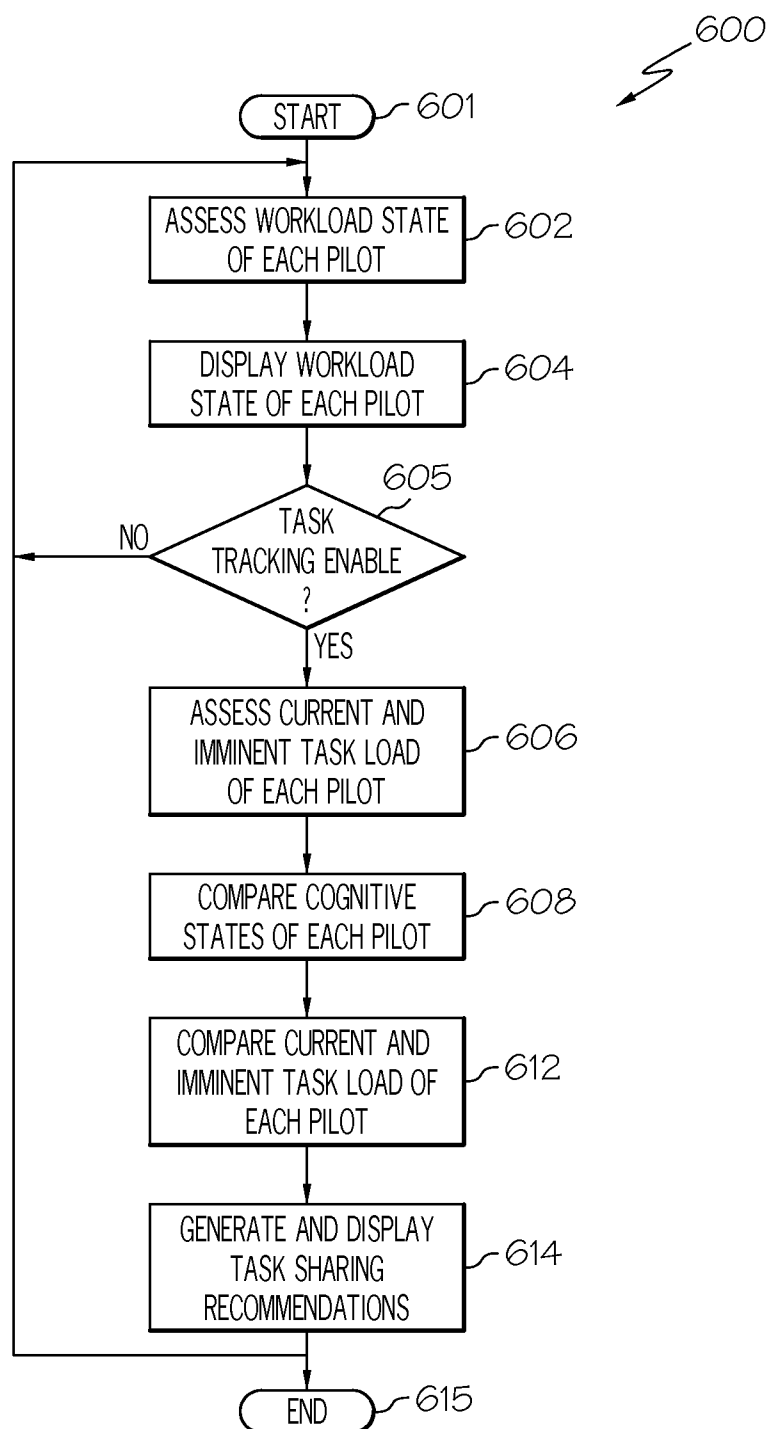 600
START
601
ASSESS WORKLOAD STATE
OF EACH PILOT
602
DISPLAY WORKLOAD
STATE OF EACH PILOT
604
605
TASK
TRACKING ENABLE
?
NO
YES
ASSESS CURRENT AND
IMMINENT TASK LOAD
OF EACH PILOT
606
COMPARE COGNITIVE
STATES OF EACH PILOT
608
COMPARE CURRENT AND
IMMINENT TASK LOAD OF
EACH PILOT
612
GENERATE AND DISPLAY
TASK SHARING
RECOMMENDATIONS
614
END
615